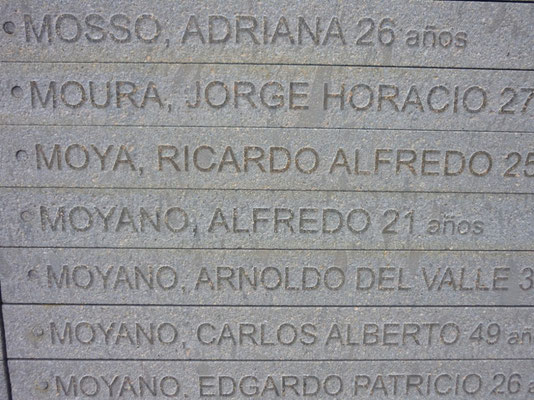 MOSSO, ADRIANA 26 años
MOURA, JORGE HORACIO 27
MOYA, RICARDO ALFREDO 25
MOYANO, ALFREDO 21 años
MOYANO, ARNOLDO DEL VALLE 3
MOYANO, CARLOS ALBERTO 49 añ
MOYANO, EDGARDO PATRICIO 26 a